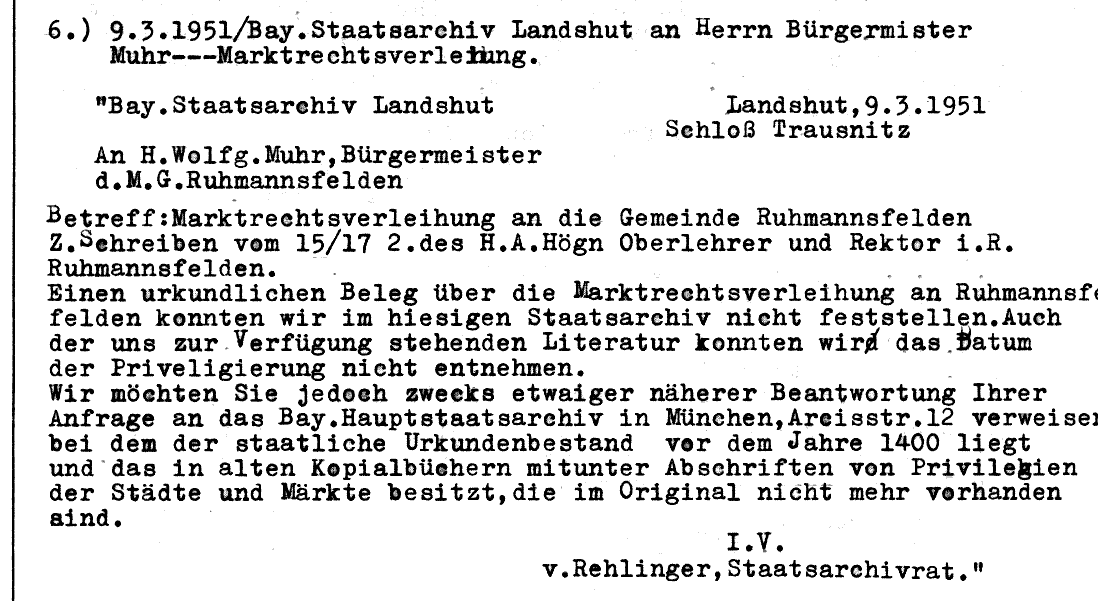 6.) 9.3.1951/Bay.Staatsarchiv Landshut an Herrn Bürgermister
Muhr---Marktrechtsverleihung.
"Bay.Staatsarchiv Landshut Landshut,9.3.1951
Schloß Trausnitz
An H.Wolfg.Muhr,Bürgermeister
d.M.G.Ruhmannsfelden
Betreff:Marktrechtsverleihung an die Gemeinde Ruhmannsfelden
Z.Schreiben vom 15/17 2.des H.A.Högn Oberlehrer und Rektor i.R.
Ruhmannsfelden.
Einen urkundlichen Beleg über die Marktrechtsverleihung an Ruhmannsfe
felden konnten wir im hiesigen Staatsarchiv nicht feststellen.Auch
der uns zur Verfügung stehenden Literatur konnten wir das Datum
der Priveligierung nicht entnehmen.
Wir möchten Sie jedoch zwecks etwaiger näherer Beantwortung Ihrer
Anfrage an das Bay.Hauptstaatsarchiv in München,Arcisstr.12 verweisen
bei dem der staatliche Urkundenbestand vor dem Jahre 1400 liegt
und das in alten Kopialbüchern mitunter Abschriften von Privilegien
der Städte und Märkte besitzt,die im Original nicht mehr vorhanden
sind.
I.V.
v.Rehlinger,Staatsarchivrat."